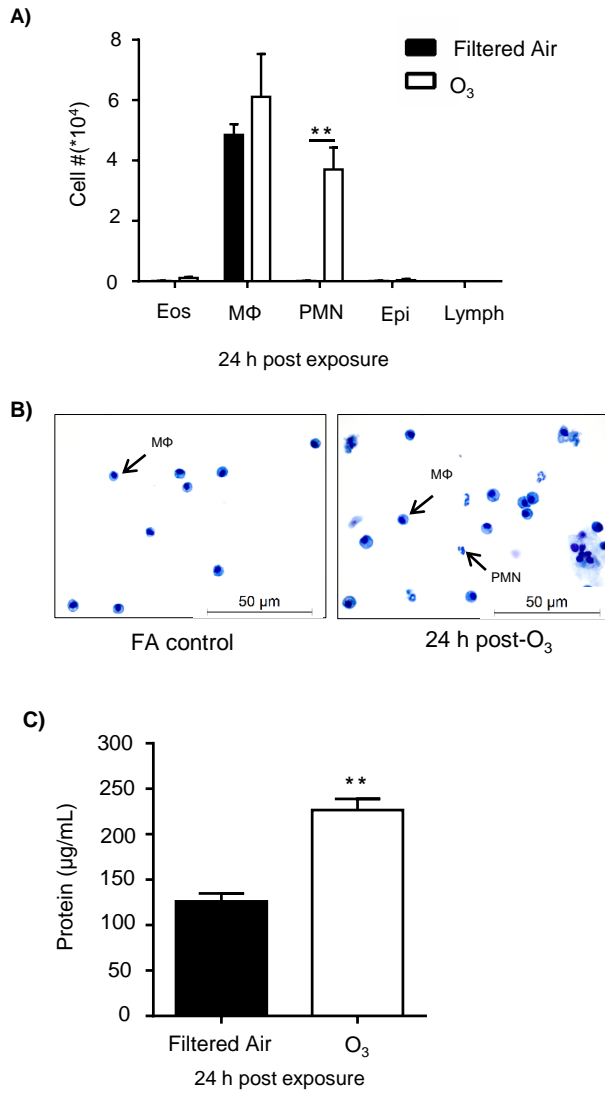 A)
Cell #(*10⁴)
8
6
4
2
0
Filtered Air
O₃
**
Eos MΦ PMN Epi Lymph
24 h post exposure
B)
MΦ
50 µm
FA control
MΦ
PMN
50 µm
24 h post-O₃
C)
Protein (µg/mL)
300
250
200
150
100
50
0
**
Filtered Air O₃
24 h post exposure